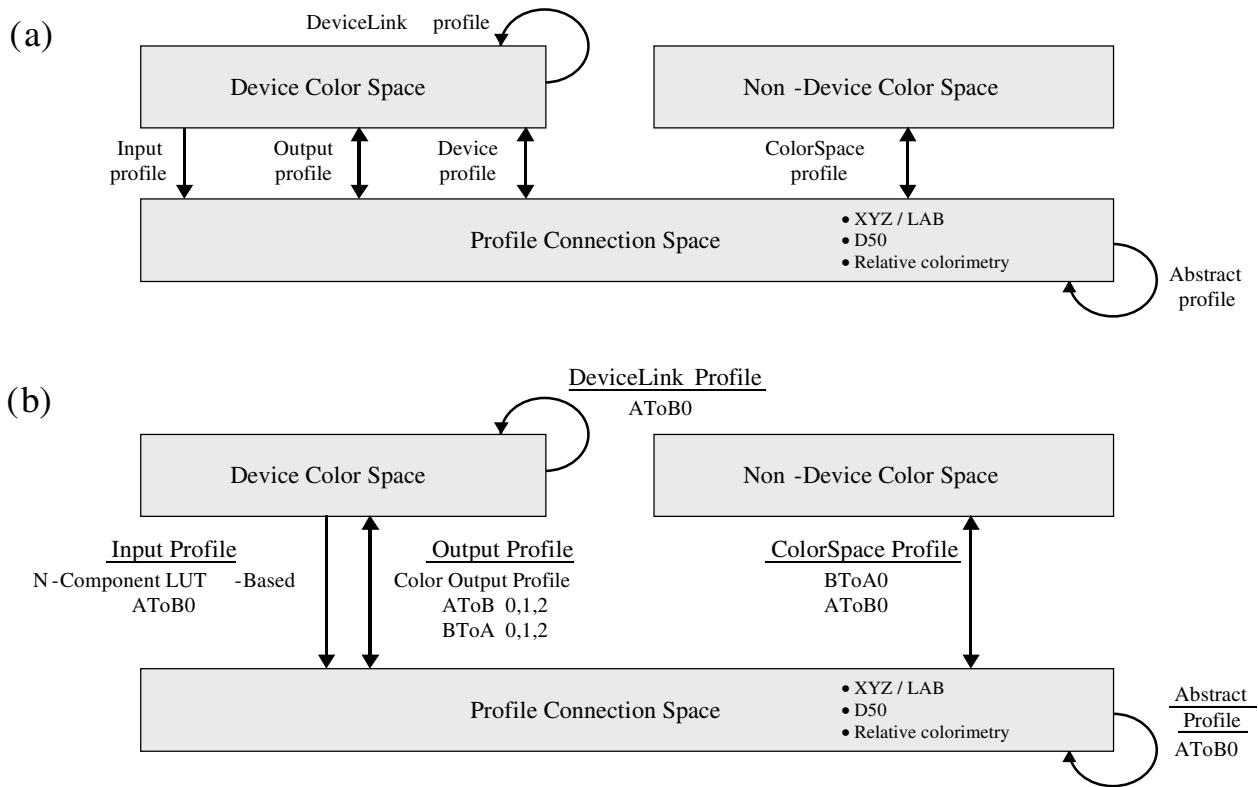 (a)
DeviceLink profile
Device Color Space
Non -Device Color Space
Input
profile
Output
profile
Device
profile
ColorSpace
profile
Profile Connection Space
• XYZ / LAB
• D50
• Relative colorimetry
Abstract
profile
(b)
DeviceLink Profile
AToB0
Device Color Space
Non -Device Color Space
Input Profile
N -Component LUT -Based
AToB0
Output Profile
Color Output Profile
AToB 0,1,2
BToA 0,1,2
ColorSpace Profile
BToA0
AToB0
Profile Connection Space
• XYZ / LAB
• D50
• Relative colorimetry
Abstract
Profile
AToB0